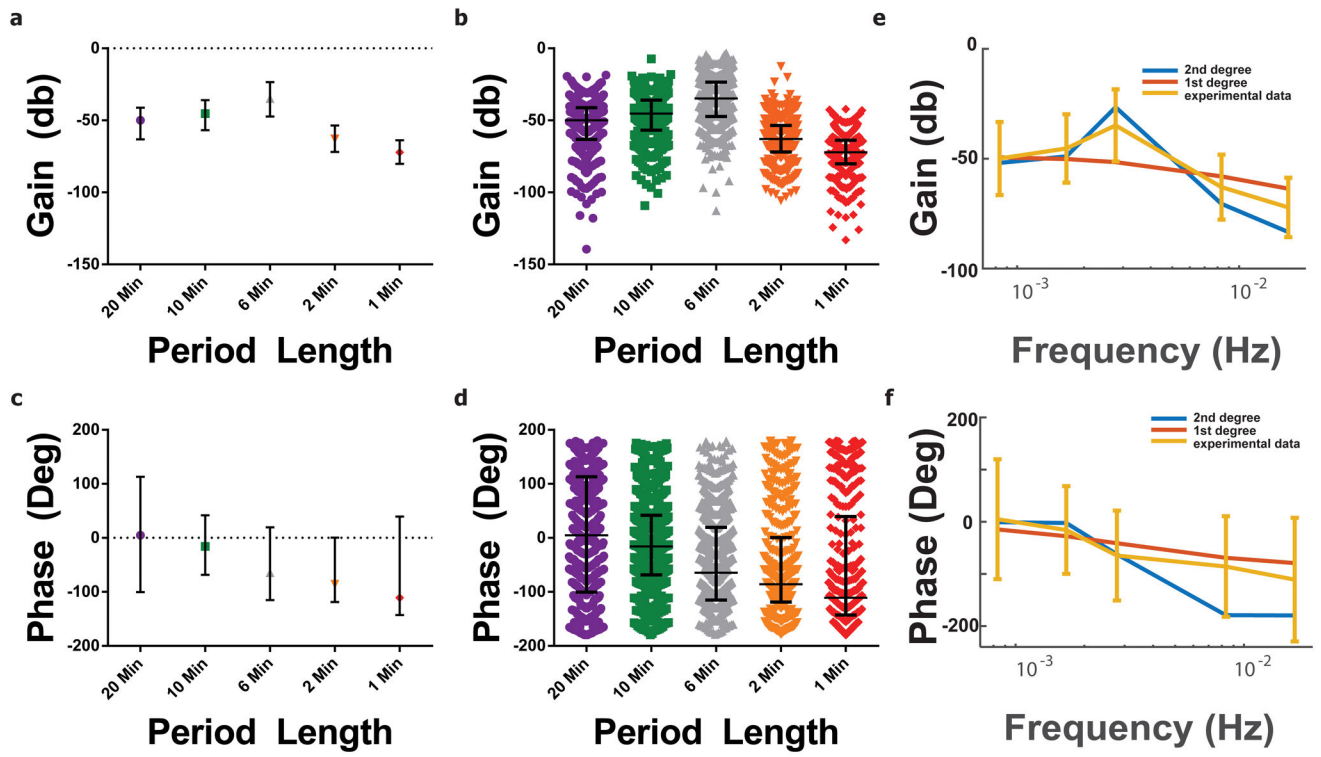 a
Gain (db)
0
-50
-100
-150
20 Min
10 Min
6 Min
2 Min
1 Min
Period Length
b
Gain (db)
0
-50
-100
-150
20 Min
10 Min
6 Min
2 Min
1 Min
Period Length
e
Gain (db)
0
-50
-100
2nd degree
1st degree
experimental data
10⁻³
10⁻²
Frequency (Hz)
c
Phase (Deg)
200
100
0
-100
-200
20 Min
10 Min
6 Min
2 Min
1 Min
Period Length
d
Phase (Deg)
200
100
0
-100
-200
20 Min
10 Min
6 Min
2 Min
1 Min
Period Length
f
Phase (Deg)
200
0
-200
2nd degree
1st degree
experimental data
10⁻³
10⁻²
Frequency (Hz)